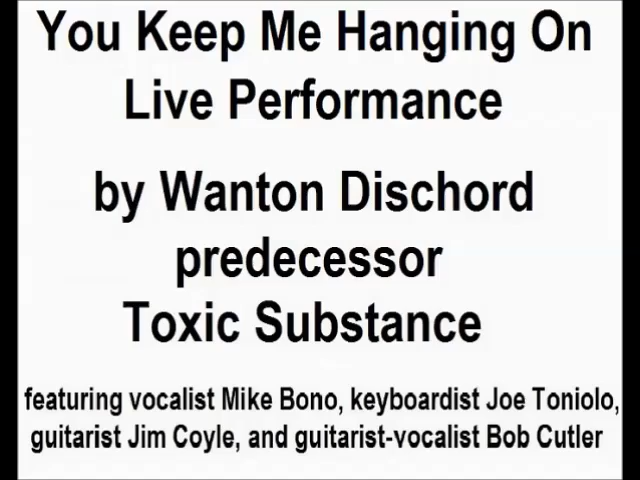 You Keep Me Hanging On
Live Performance
by Wanton Dischord
predecessor
Toxic Substance
featuring vocalist Mike Bono, keyboardist Joe Toniolo,
guitarist Jim Coyle, and guitarist-vocalist Bob Cutler